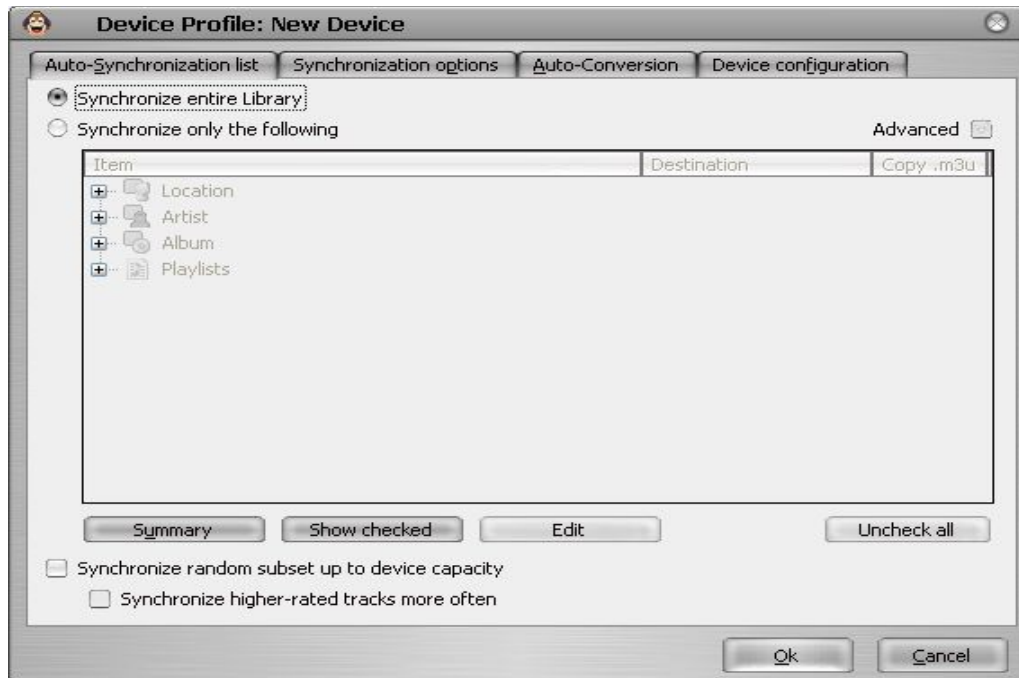 Device Profile: New Device
Auto-Synchronization list Synchronization options Auto-Conversion Device configuration
Synchronize entire Library
Synchronize only the following Advanced
Item Destination Copy .m3u
Location
Artist
Album
Playlists
Summary Show checked Edit Uncheck all
Synchronize random subset up to device capacity
Synchronize higher-rated tracks more often
Ok Cancel